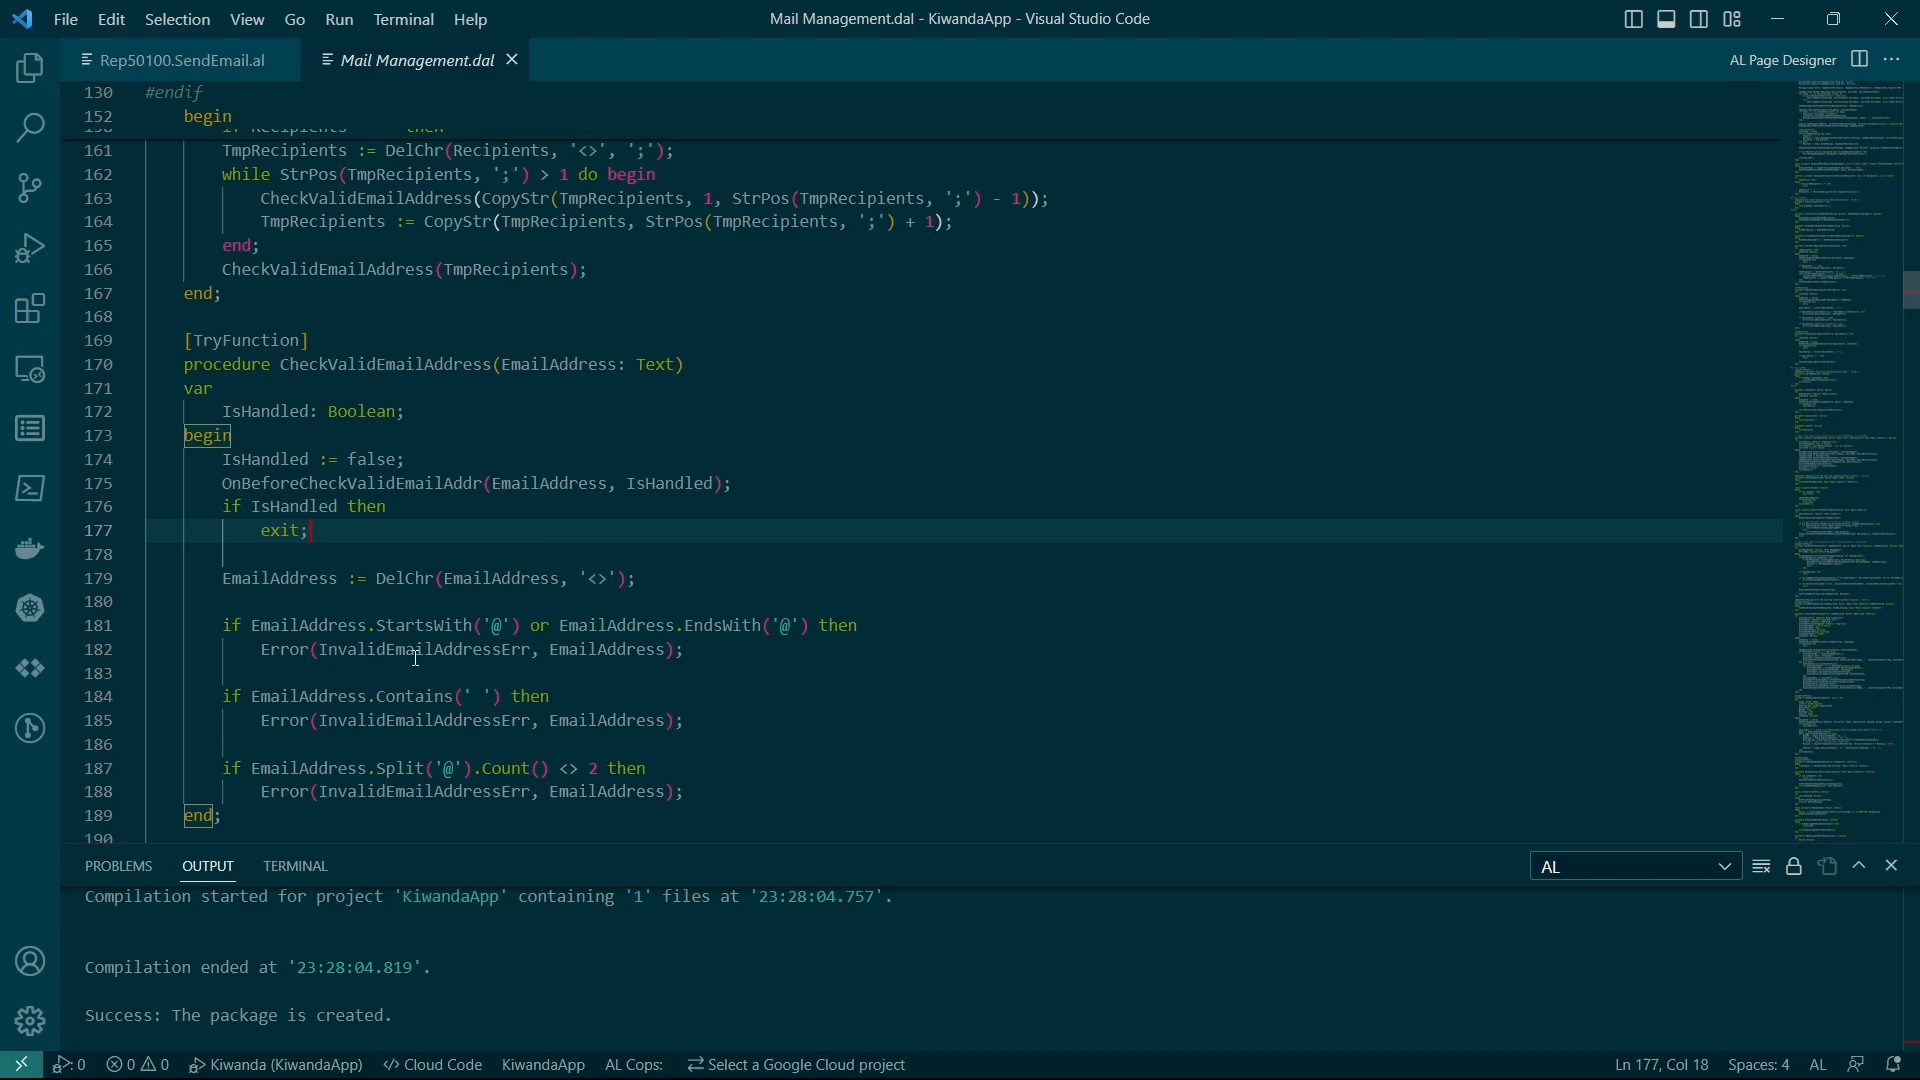 File Edit Selection View Go Run Terminal Help
Mail Management.dal - KiwandaApp - Visual Studio Code
Rep50100.SendEmail.al
Mail Management.dal
AL Page Designer
130 #endif
152 begin
161 TmpRecipients := DelChr(Recipients, '<>', ';');
162 while StrPos(TmpRecipients, ';') > 1 do begin
163 CheckValidEmailAddress(CopyStr(TmpRecipients, 1, StrPos(TmpRecipients, ';') - 1));
164 TmpRecipients := CopyStr(TmpRecipients, StrPos(TmpRecipients, ';') + 1);
165 end;
166 CheckValidEmailAddress(TmpRecipients);
167 end;
168
169 [TryFunction]
170 procedure CheckValidEmailAddress(EmailAddress: Text)
171 var
172 IsHandled: Boolean;
173 begin
174 IsHandled := false;
175 OnBeforeCheckValidEmailAddr(EmailAddress, IsHandled);
176 if IsHandled then
177 exit;
178
179 EmailAddress := DelChr(EmailAddress, '<>');
180
181 if EmailAddress.StartsWith('@') or EmailAddress.EndsWith('@') then
182 Error(InvalidEmailAddressErr, EmailAddress);
183
184 if EmailAddress.Contains(' ') then
185 Error(InvalidEmailAddressErr, EmailAddress);
186
187 if EmailAddress.Split('@').Count() <> 2 then
188 Error(InvalidEmailAddressErr, EmailAddress);
189 end;
190
PROBLEMS OUTPUT TERMINAL
AL
Compilation started for project 'KiwandaApp' containing '1' files at '23:28:04.757'.
Compilation ended at '23:28:04.819'.
Success: The package is created.
0 0 0 Kiwanda (KiwandaApp) Cloud Code KiwandaApp AL Cops: Select a Google Cloud project
Ln 177, Col 18 Spaces: 4 AL